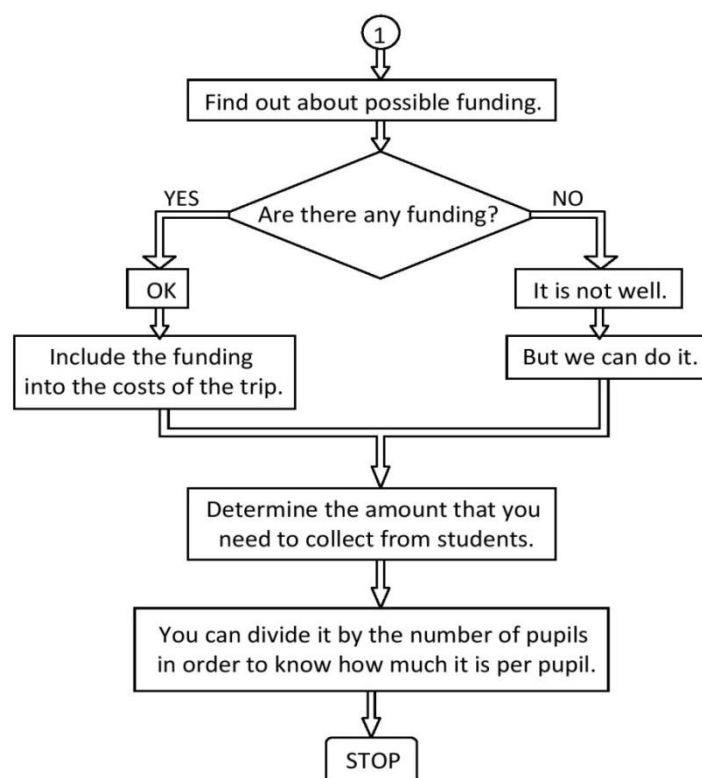 1
Find out about possible funding.
Are there any funding?
YES
NO
OK
It is not well.
Include the funding
into the costs of the trip.
But we can do it.
Determine the amount that you
need to collect from students.
You can divide it by the number of pupils
in order to know how much it is per pupil.
STOP